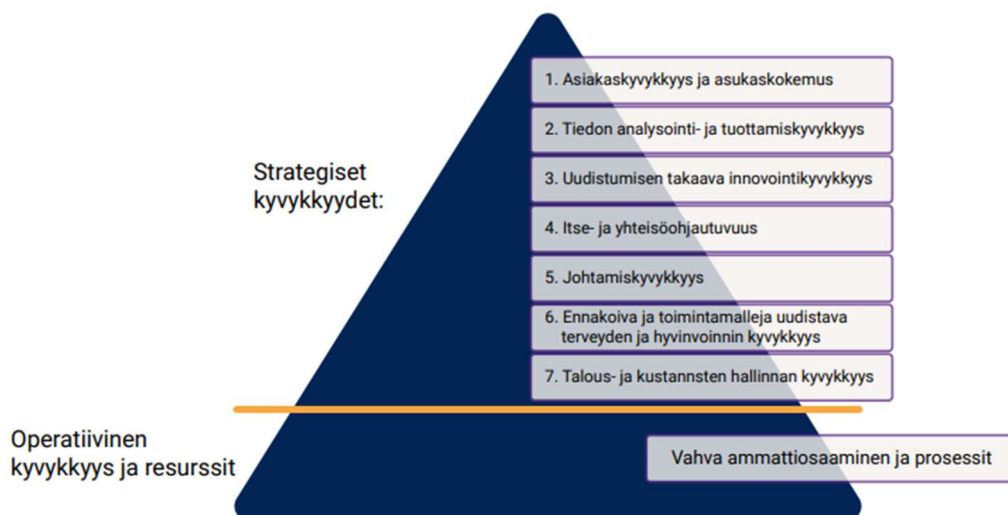 1. Asiakaskyvykkyys ja asukaskokemus
2. Tiedon analysointi- ja tuottamiskyvykkyys
Strategiset
kyvykkyydet:
3. Uudistumisen takaava innovointikyvykkyys
4. Itse- ja yhteisöohjautuvuus
5. Johtamiskyvykkyys
6. Ennakoiva ja toimintamalleja uudistava
terveyden ja hyvinvoinnin kyvykkyys
7. Talous- ja kustannsten hallinnan kyvykkyys
Operatiivinen
kyvykkyys ja resurssit
Vahva ammattiosaaminen ja prosessit